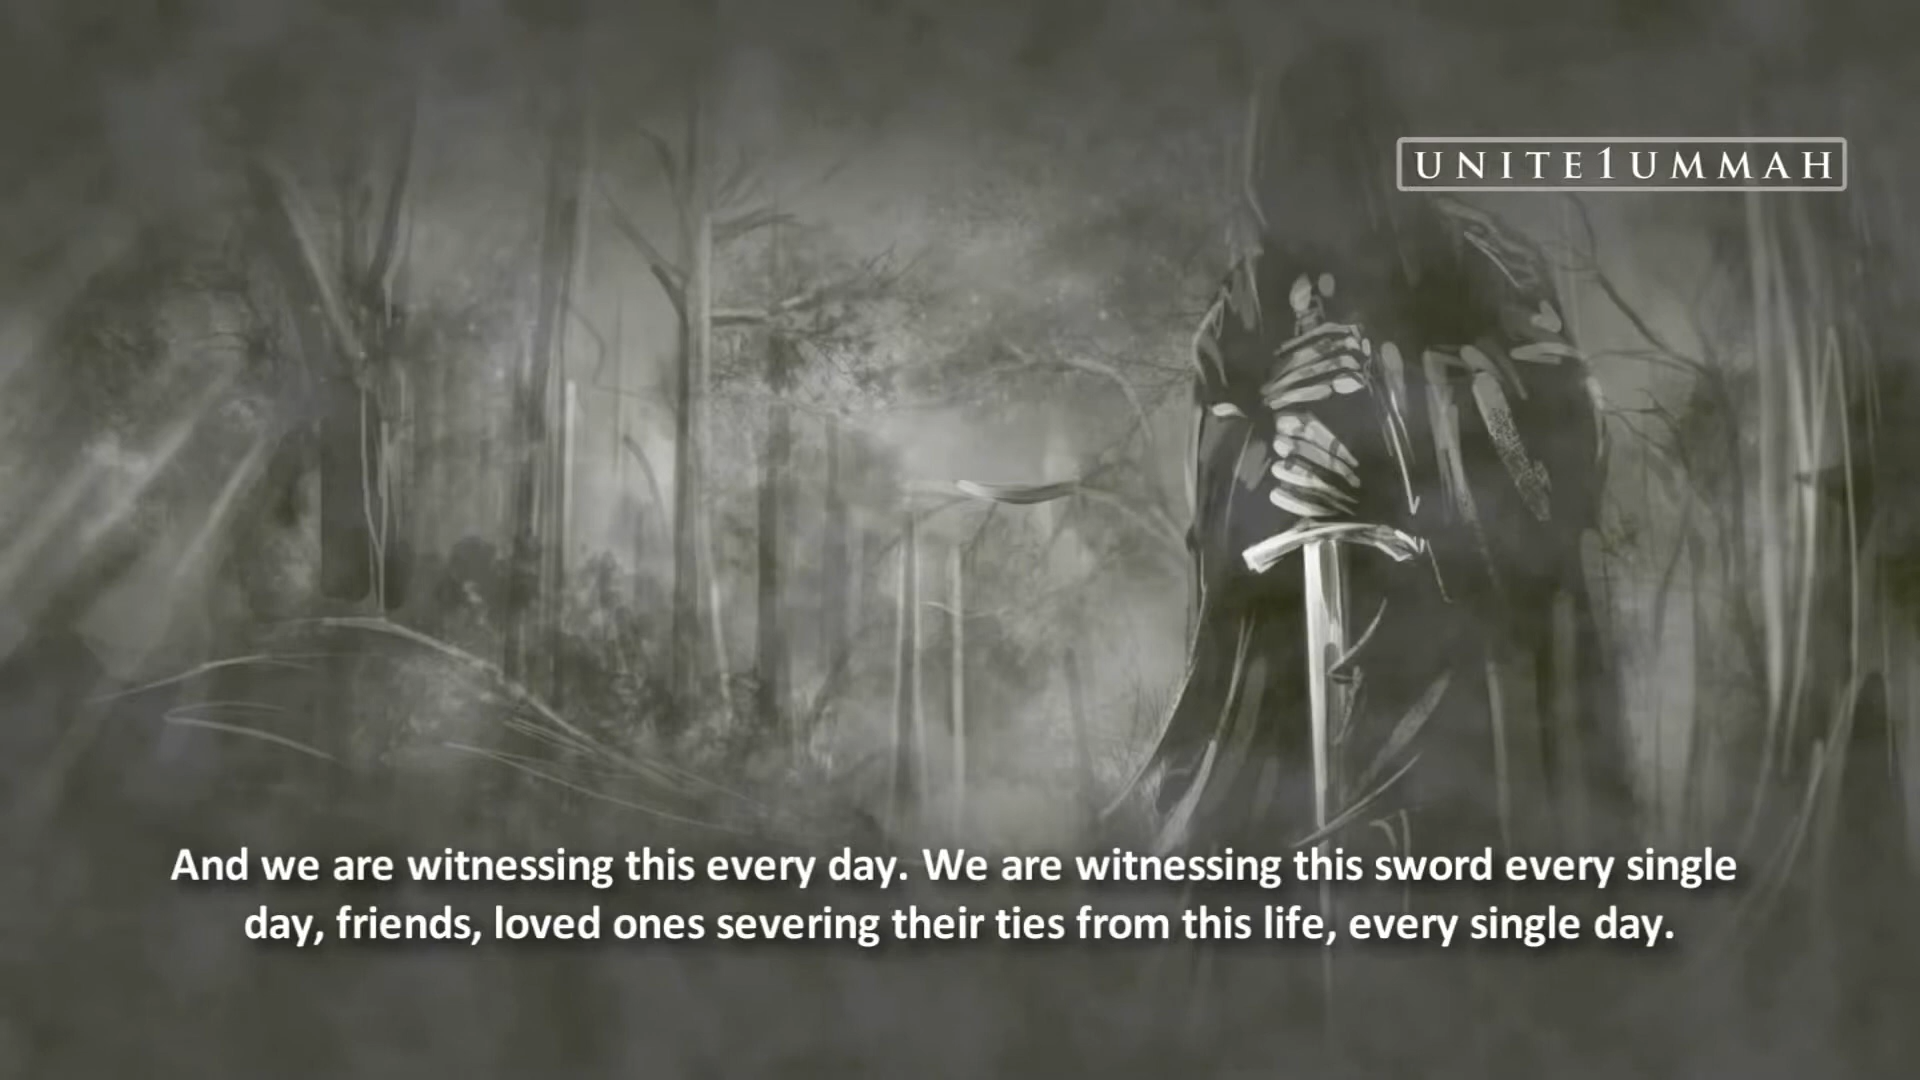 UNITE1UMMAH
And we are witnessing this every day. We are witnessing this sword every single
day, friends, loved ones severing their ties from this life, every single day.